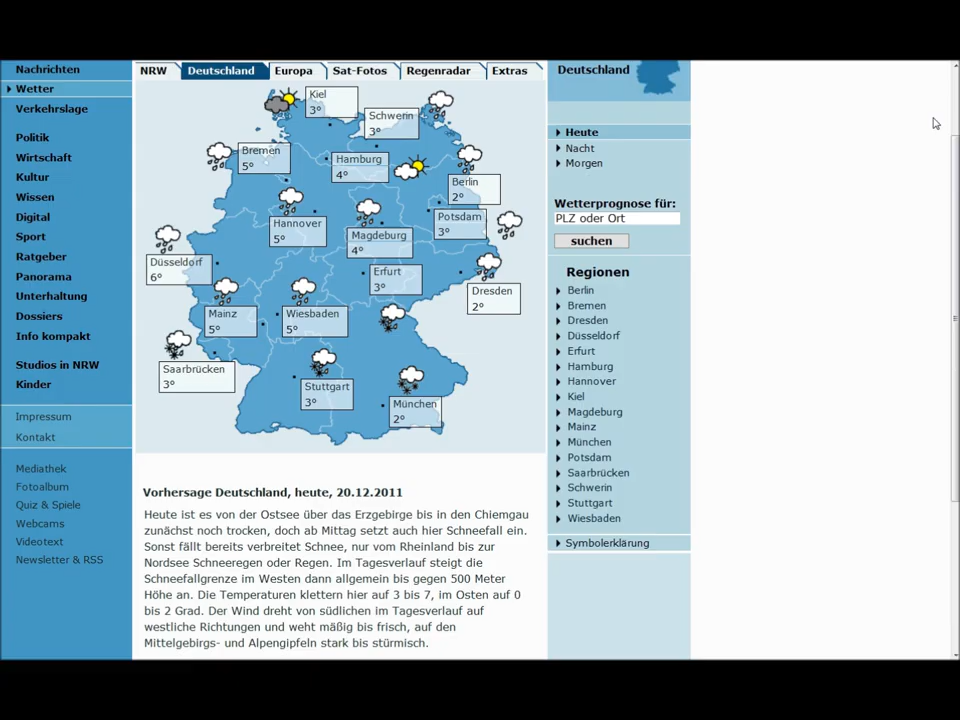 Nachrichten
Wetter
Verkehrslage
Politik
Wirtschaft
Kultur
Wissen
Digital
Sport
Ratgeber
Panorama
Unterhaltung
Dossiers
Info kompakt
Studios in NRW
Kinder
Impressum
Kontakt
Mediathek
Fotoalbum
Quiz & Spiele
Webcams
Videotext
Newsletter & RSS
NRW Deutschland Europa Sat-Fotos Regenradar Extras
Kiel
3°
Schwerin
3°
Bremen
5°
Hamburg
4°
Berlin
2°
Hannover
5°
Potsdam
3°
Magdeburg
4°
Düsseldorf
6°
Erfurt
3°
Dresden
2°
Mainz
5°
Wiesbaden
5°
Saarbrücken
3°
Stuttgart
3°
München
2°
Vorhersage Deutschland, heute, 20.12.2011
Heute ist es von der Ostsee über das Erzgebirge bis in den Chiemgau
zunächst noch trocken, doch ab Mittag setzt auch hier Schneefall ein.
Sonst fällt bereits verbreitet Schnee, nur vom Rheinland bis zur
Nordsee Schneeregen oder Regen. Im Tagesverlauf steigt die
Schneefallgrenze im Westen dann allgemein bis gegen 500 Meter
Höhe an. Die Temperaturen klettern hier auf 3 bis 7, im Osten auf 0
bis 2 Grad. Der Wind dreht von südlichen im Tagesverlauf auf
westliche Richtungen und weht mäßig bis frisch, auf den
Mittelgebirgs- und Alpengipfeln stark bis stürmisch.
Deutschland
Heute
Nacht
Morgen
Wetterprognose für:
PLZ oder Ort
suchen
Regionen
Berlin
Bremen
Dresden
Düsseldorf
Erfurt
Hamburg
Hannover
Kiel
Magdeburg
Mainz
München
Potsdam
Saarbrücken
Schwerin
Stuttgart
Wiesbaden
Symbolerklärung